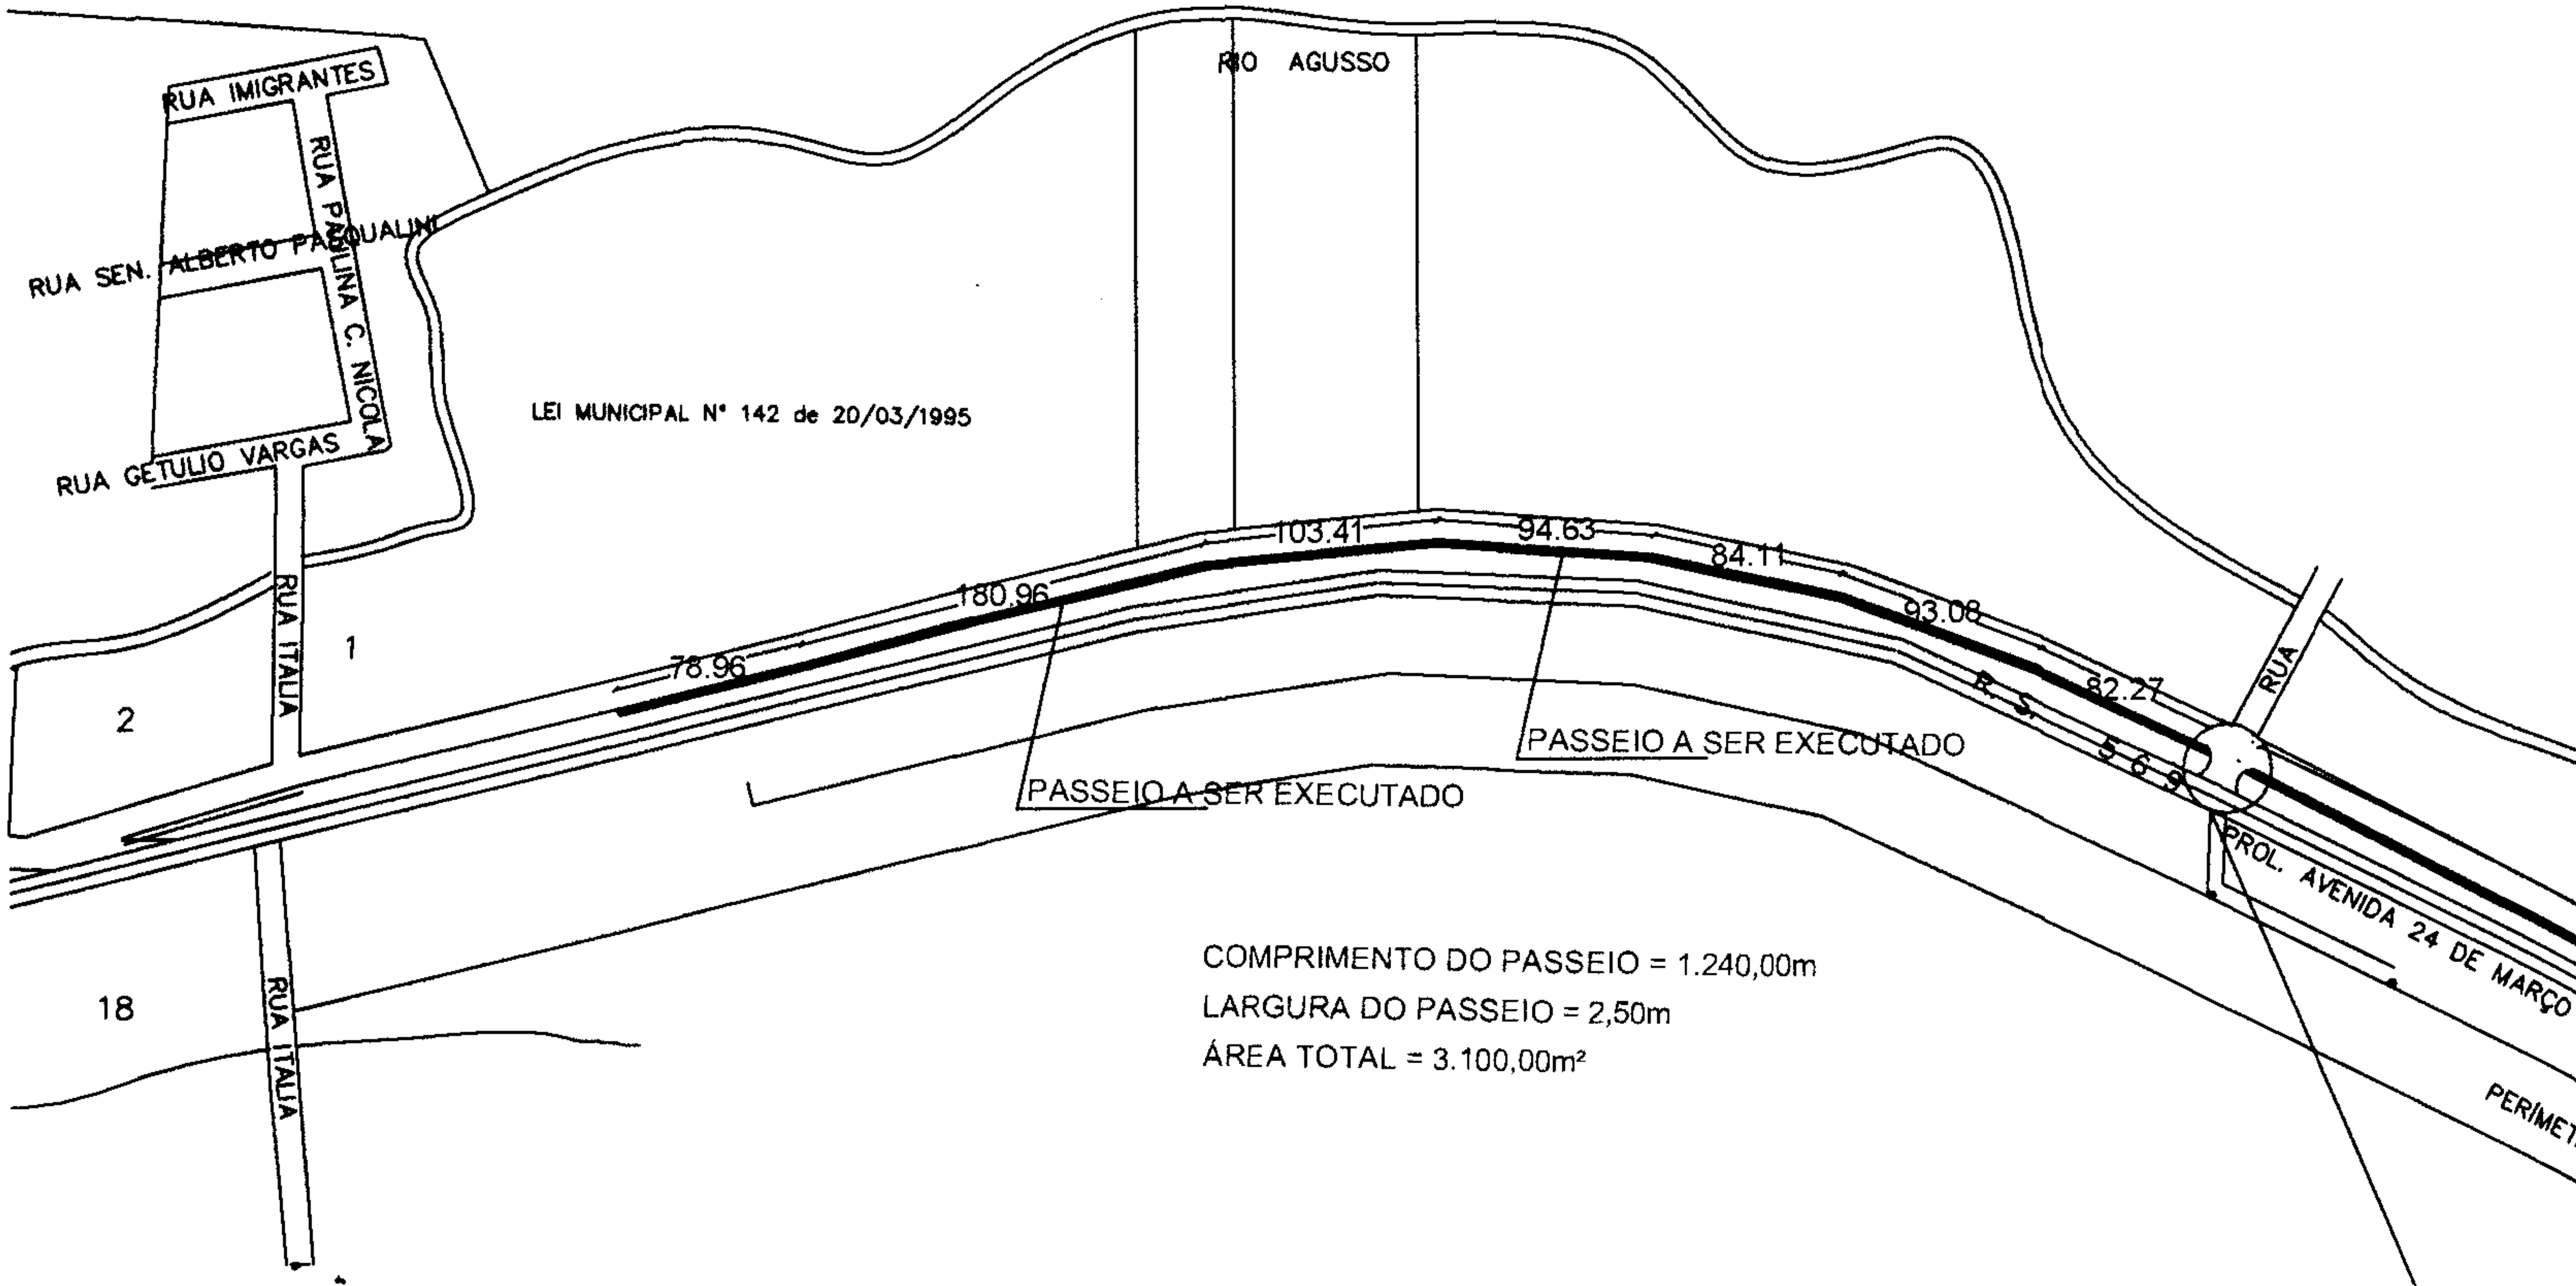 RUA IMIGRANTES
RIO AGUSSO
RUA PAULINA C. NICOLA
RUA SEN. ALBERTO PASQUALINI
LEI MUNICIPAL Nº 142 de 20/03/1995
RUA GETULIO VARGAS
103.41
94.63
84.11
180.96
93.08
RUA ITALIA
1
78.96
82.27
RUA
2
R. S. 569
PASSEIO A SER EXECUTADO
PASSEIO A SER EXECUTADO
PROL. AVENIDA 24 DE MARÇO
COMPRIMENTO DO PASSEIO = 1.240,00m
LARGURA DO PASSEIO = 2,50m
ÁREA TOTAL = 3.100,00m²
18
RUA ITALIA